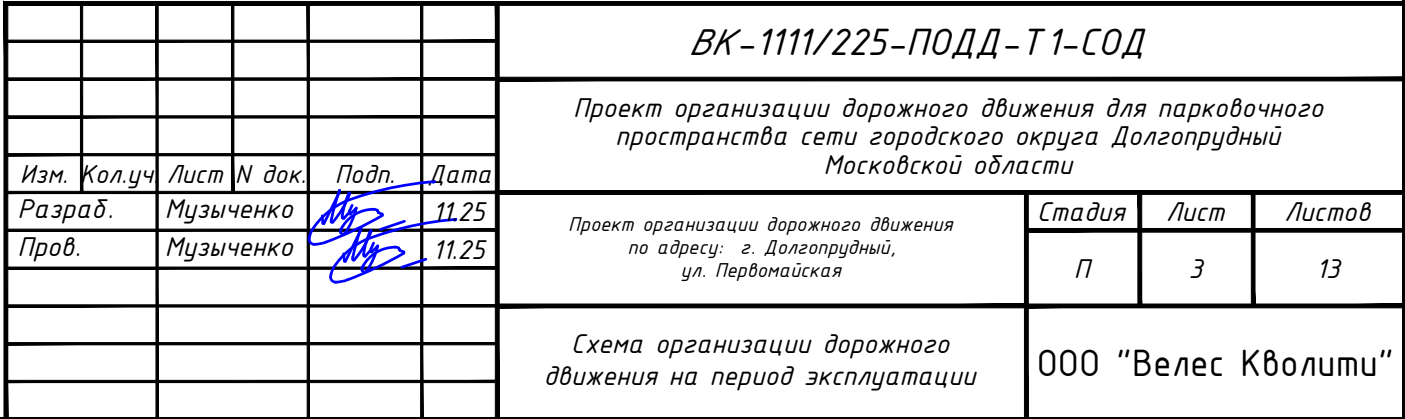 ВК-1111/225-ПОДД-Т1-СОД
Проект организации дорожного движения для парковочного
пространства сети городского округа Долгопрудный
Московской области
Изм. Кол.уч. Лист N док. Подп. Дата
Разраб. Музыченко 11.25
Пров. Музыченко 11.25
Проект организации дорожного движения
по адресу: г. Долгопрудный,
ул. Первомайская
Стадия Лист Листов
П 3 13
Схема организации дорожного
движения на период эксплуатации
ООО "Велес Кволити"